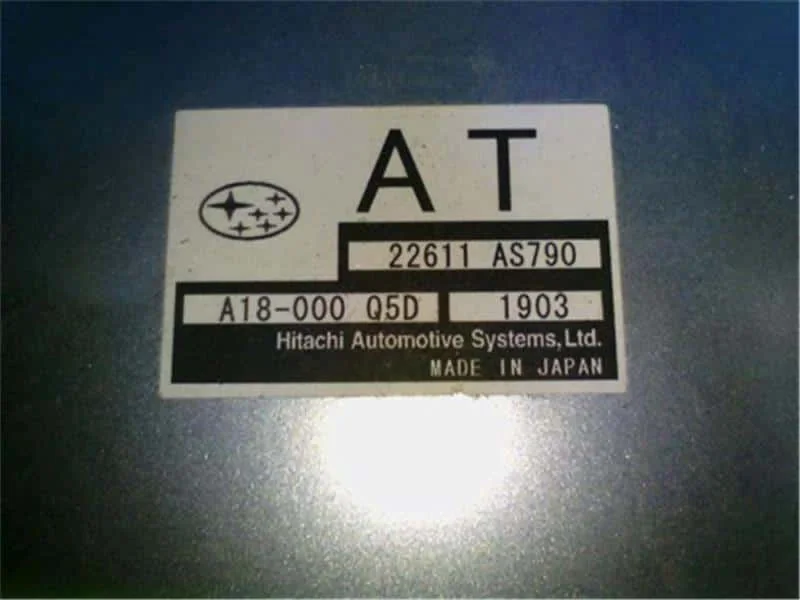 AT
22611 AS790
A18-000 Q5D 1903
Hitachi Automotive Systems,Ltd.
MADE IN JAPAN